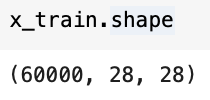 x_train.shape
(60000, 28, 28)